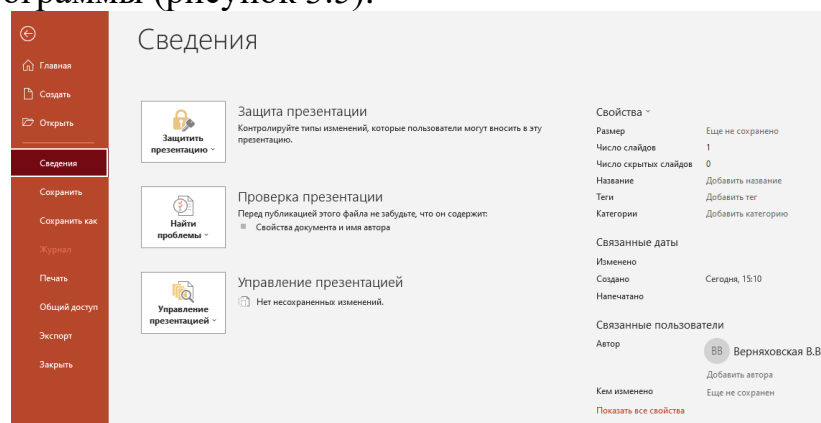 ограммы (рисунок 3.3).
Сведения
Главная
Создать
Открыть
Сведения
Сохранить
Сохранить как
Журнал
Печать
Общий доступ
Экспорт
Закрыть
Защитить
презентацию
Защита презентации
Контролируйте типы изменений, которые пользователи могут вносить в эту
презентацию.
Найти
проблемы
Проверка презентации
Перед публикацией этого файла не забудьте, что он содержит:
Свойства документа и имя автора
Управление
презентацией
Управление презентацией
Нет несохраненных изменений.
Свойства
Размер Еще не сохранено
Число слайдов 1
Число скрытых слайдов 0
Название Добавить название
Теги Добавить тег
Категории Добавить категорию
Связанные даты
Изменено
Создано Сегодня, 15:10
Напечатано
Связанные пользователи
Автор ВВ Верняховская В.В
Добавить автора
Кем изменено Еще не сохранен
Показать все свойства